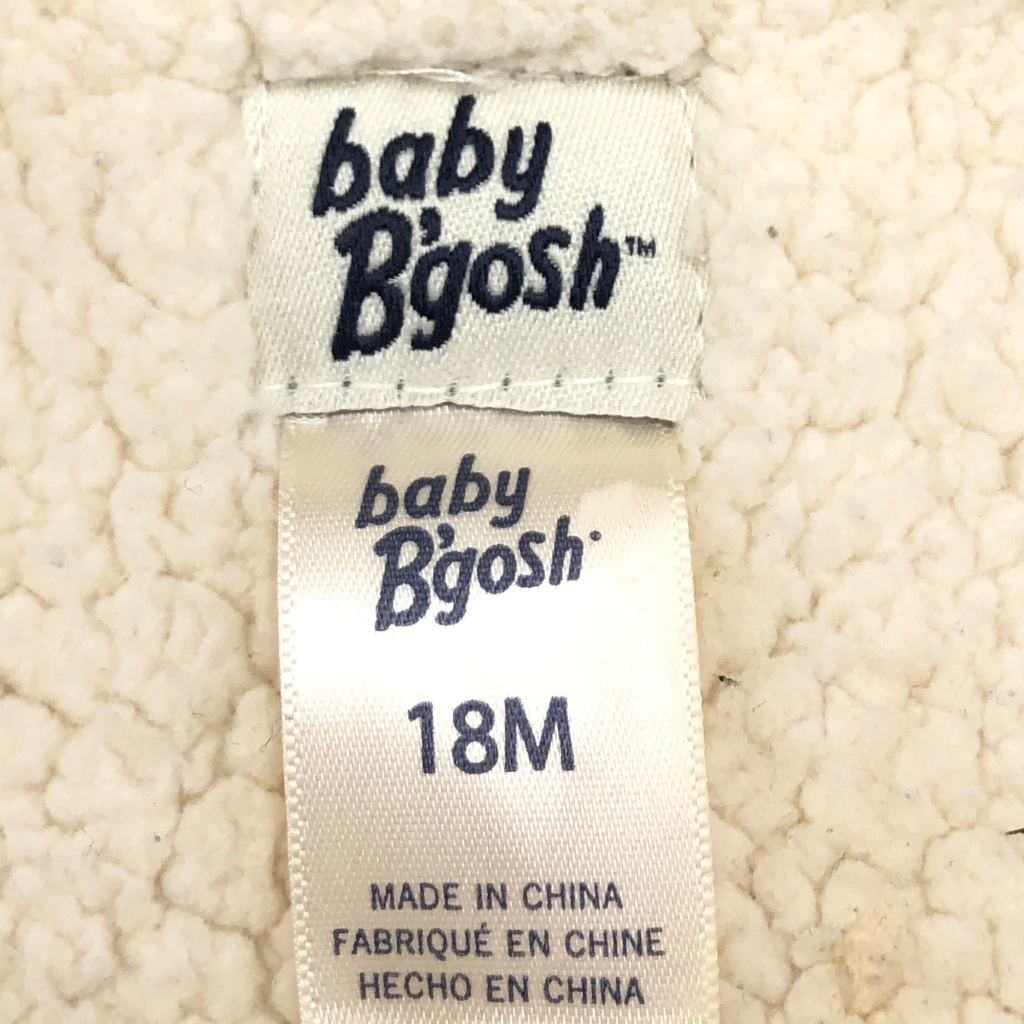 baby
B'gosh™
baby
B'gosh
18M
MADE IN CHINA
FABRIQUÉ EN CHINE
HECHO EN CHINA